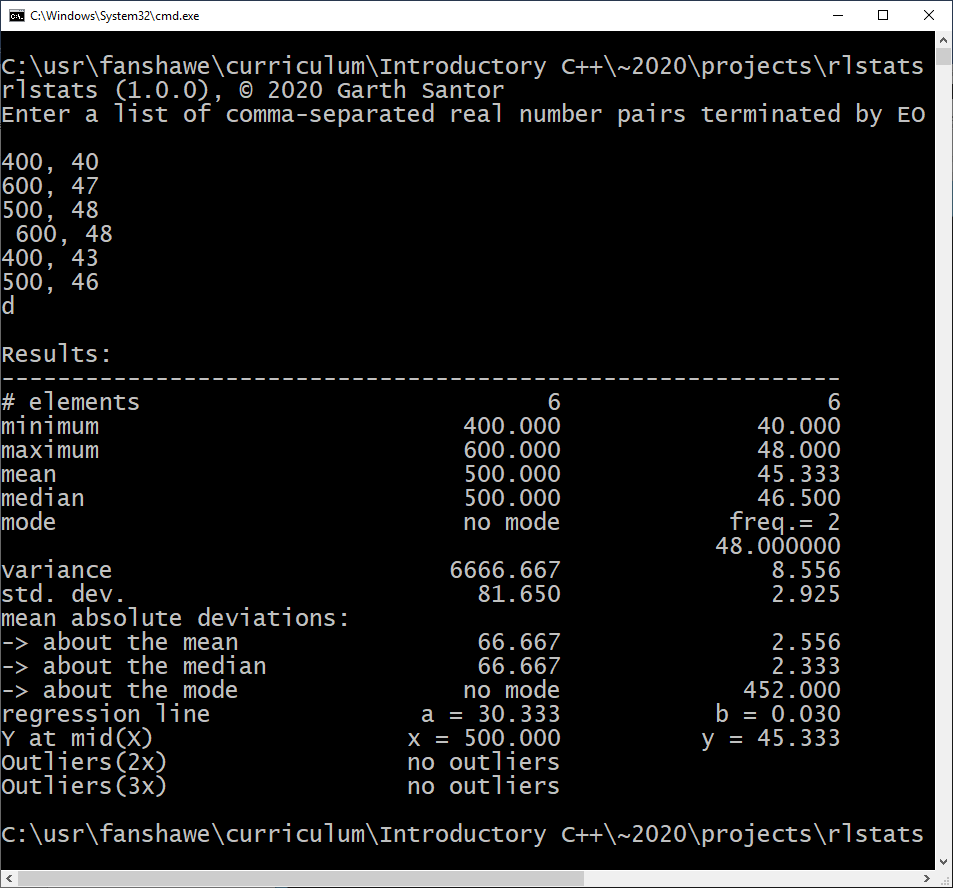 C:\Windows\System32\cmd.exe
C:\usr\fanshawe\curriculum\Introductory C++\~2020\projects\rlstats
rlstats (1.0.0), © 2020 Garth Santor
Enter a list of comma-separated real number pairs terminated by EO
400, 40
600, 47
500, 48
600, 48
400, 43
500, 46
d
Results:
------------------------------------------------------------
# elements 6 6
minimum 400.000 40.000
maximum 600.000 48.000
mean 500.000 45.333
median 500.000 46.500
mode no mode freq.= 2
48.000000
variance 6666.667 8.556
std. dev. 81.650 2.925
mean absolute deviations:
-> about the mean 66.667 2.556
-> about the median 66.667 2.333
-> about the mode no mode 452.000
regression line a = 30.333 b = 0.030
Y at mid(X) x = 500.000 y = 45.333
Outliers(2x) no outliers
Outliers(3x) no outliers
C:\usr\fanshawe\curriculum\Introductory C++\~2020\projects\rlstats